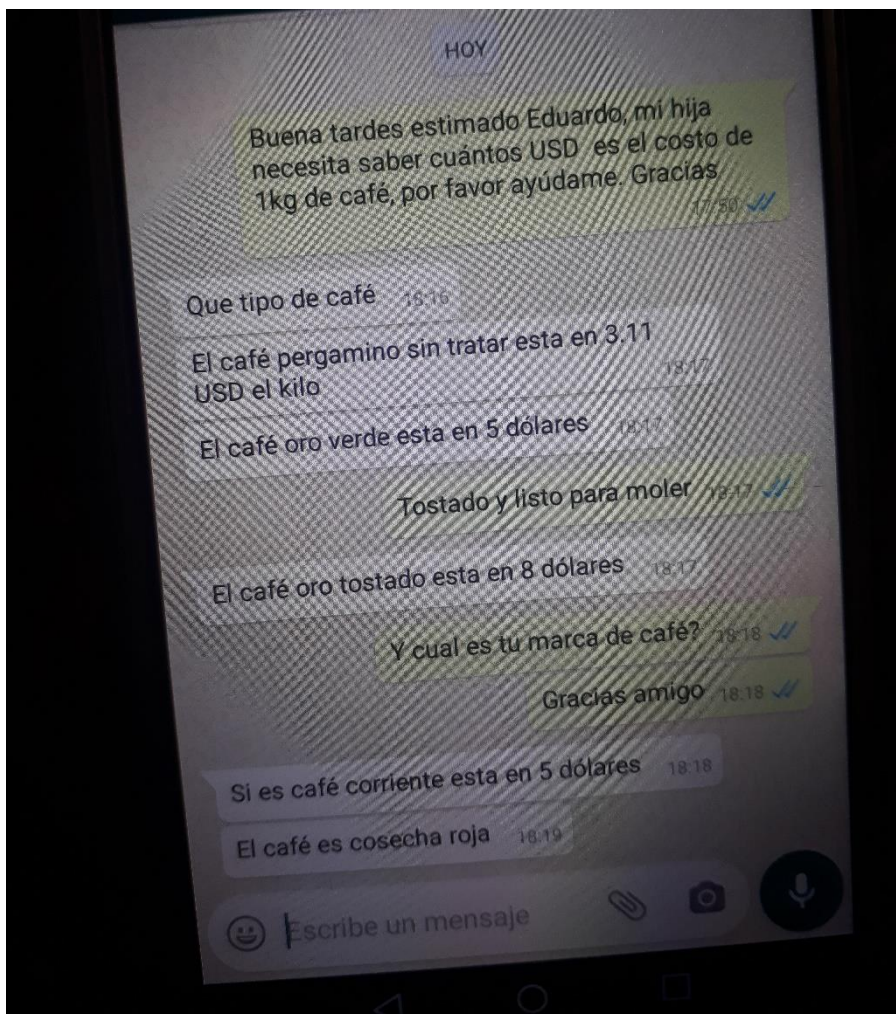 HOY
Buena tardes estimado Eduardo, mi hija
necesita saber cuántos USD es el costo de
1kg de café, por favor ayúdame. Gracias
17:50
Que tipo de café 18:16
El café pergamino sin tratar esta en 3.11
USD el kilo 18:17
El café oro verde esta en 5 dólares 18:17
Tostado y listo para moler 18:17
El café oro tostado esta en 8 dólares 18:17
Y cual es tu marca de café? 18:18
Gracias amigo 18:18
Si es café corriente esta en 5 dólares 18:18
El café es cosecha roja 18:19
Escribe un mensaje